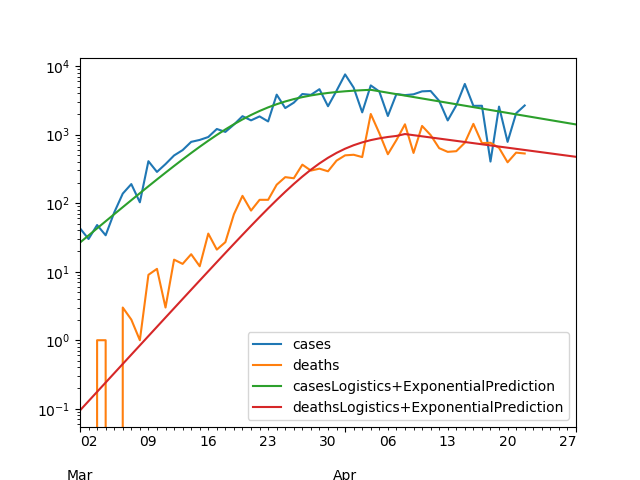 10^4
10^3
10^2
10^1
10^0
10^-1
cases
deaths
casesLogistics+ExponentialPrediction
deathsLogistics+ExponentialPrediction
02 09 16 23 30 06 13 20 27
Mar Apr